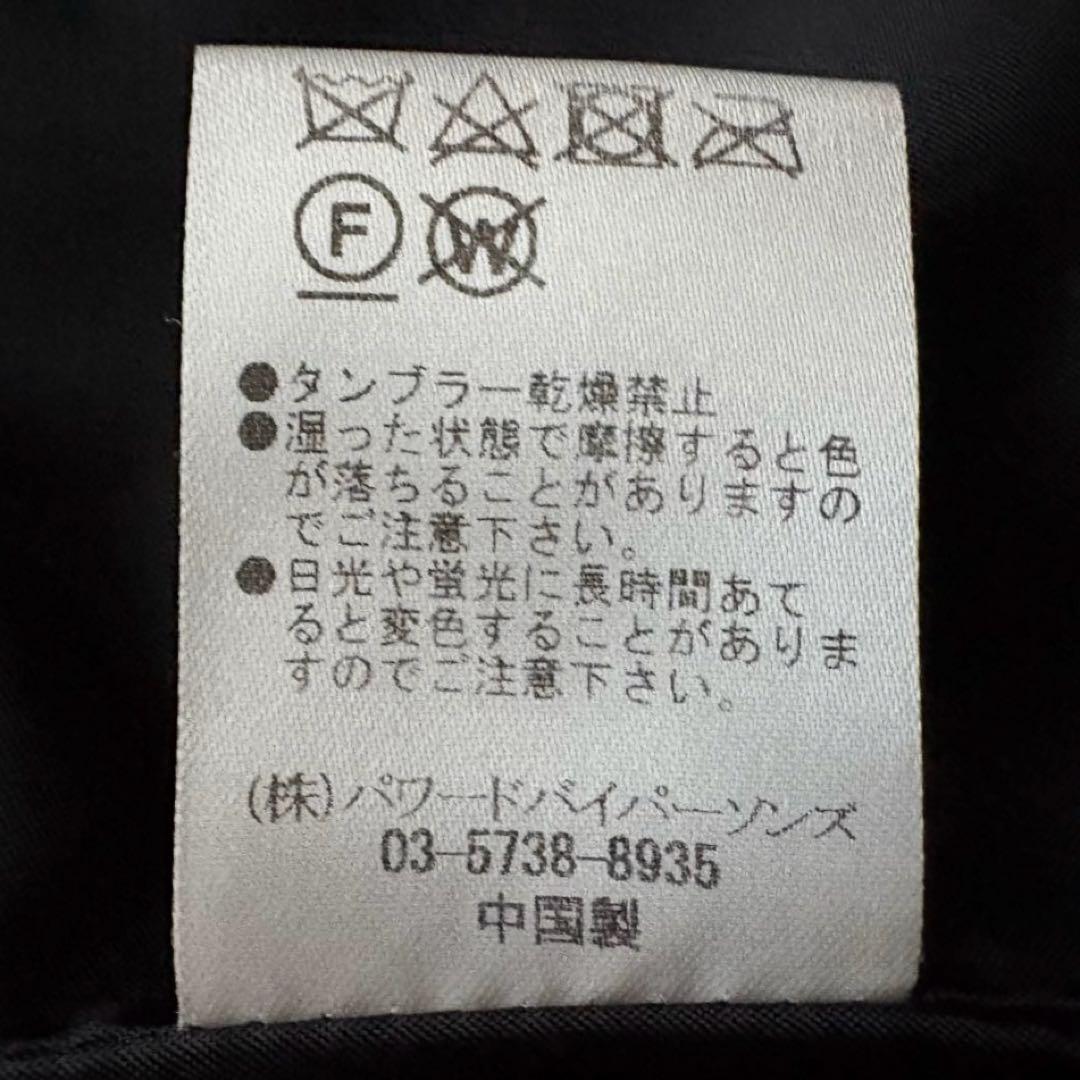 F W
●タンブラー乾燥禁止
●湿った状態で摩擦すると色
が落ちることがありますの
でご注意下さい。
●日光や蛍光に長時間あて
ると変色することがありま
すのでご注意下さい。
(株)パワードバイパーソンズ
03-5738-8935
中国製